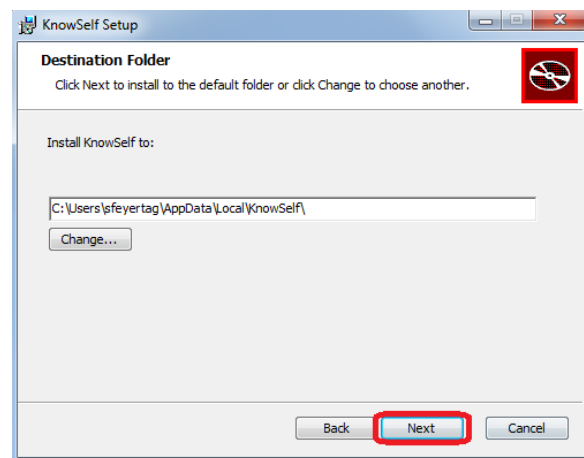 KnowSelf Setup
Destination Folder
Click Next to install to the default folder or click Change to choose another.
Install KnowSelf to:
C:\Users\sfeyertag\AppData\Local\KnowSelf\
Change...
Back Next Cancel